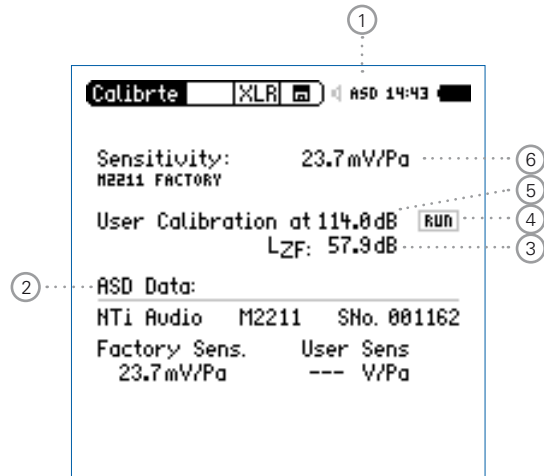 1
Calibrte XLR ASD 14:43
Sensitivity: 23.7mV/Pa 6
M2211 FACTORY
5
User Calibration at 114.0dB RUN 4
LZF: 57.9dB 3
2 ASD Data:
NTi Audio M2211 SNo. 001162
Factory Sens. User Sens
23.7mV/Pa --- V/Pa